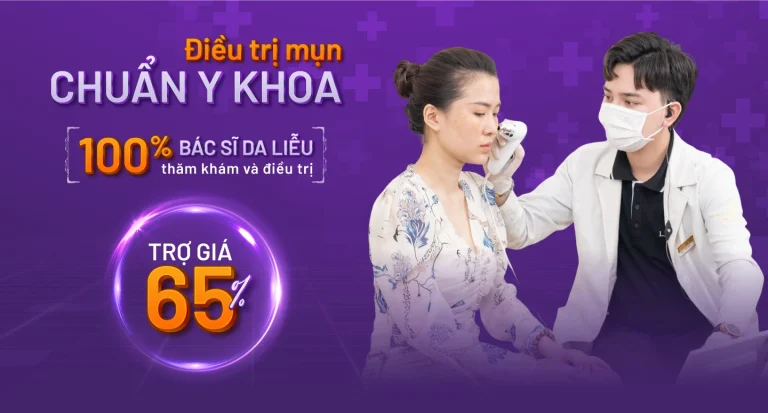 Điều trị mụn
CHUẨN Y KHOA
100% BÁC SĨ DA LIỄU
thăm khám và điều trị
TRỢ GIÁ
65%